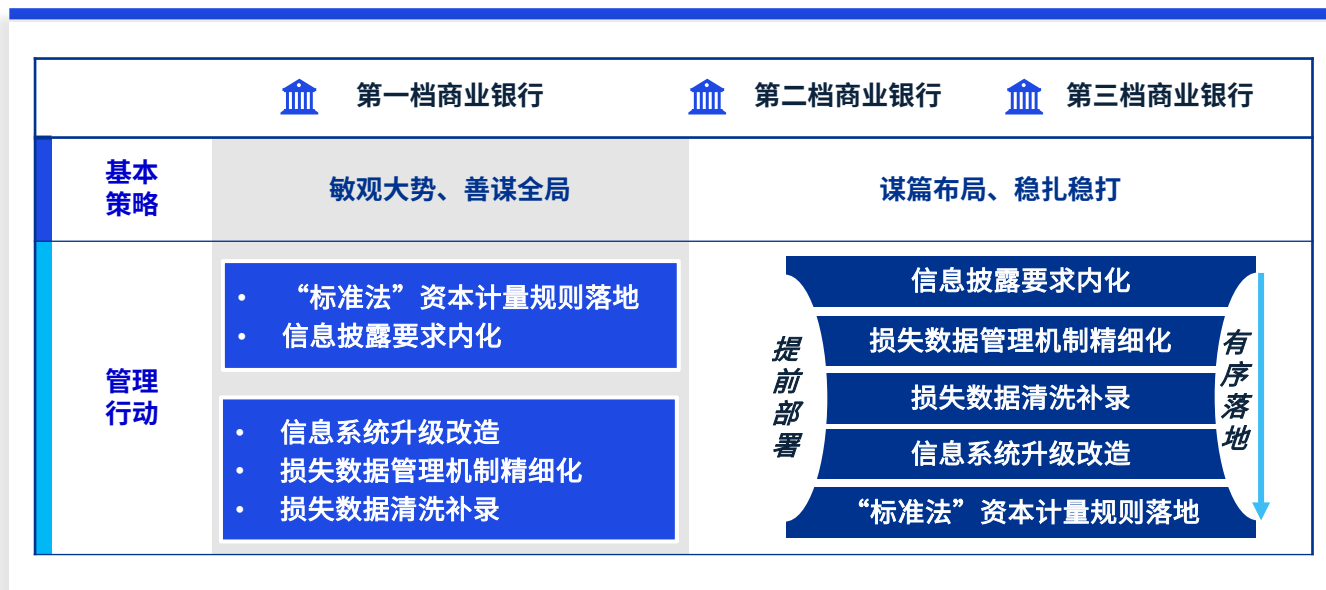 第一档商业银行
第二档商业银行
第三档商业银行
基本
策略
敏观大势、善谋全局
谋篇布局、稳扎稳打
管理
行动
• “标准法”资本计量规则落地
• 信息披露要求内化
• 信息系统升级改造
• 损失数据管理机制精细化
• 损失数据清洗补录
提
前
部
署
信息披露要求内化
损失数据管理机制精细化
损失数据清洗补录
信息系统升级改造
“标准法”资本计量规则落地
有
序
落
地